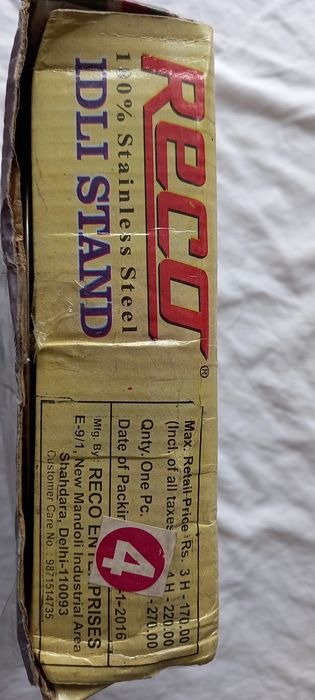 Reco®
100% Stainless Steel
IDLI STAND
Max. Retail Price : Rs. 3 H - 170.00
(Incl. of all taxes 4 H - 220.00
Qnty. One Pc. - 270.00
Date of Packin -2016
4
Mfg. By : RECO ENTE PRISES
E-9/1, New Mandoli Industrial Area
Shahdara, Delhi-110093
Customer Care No. : 9871514735